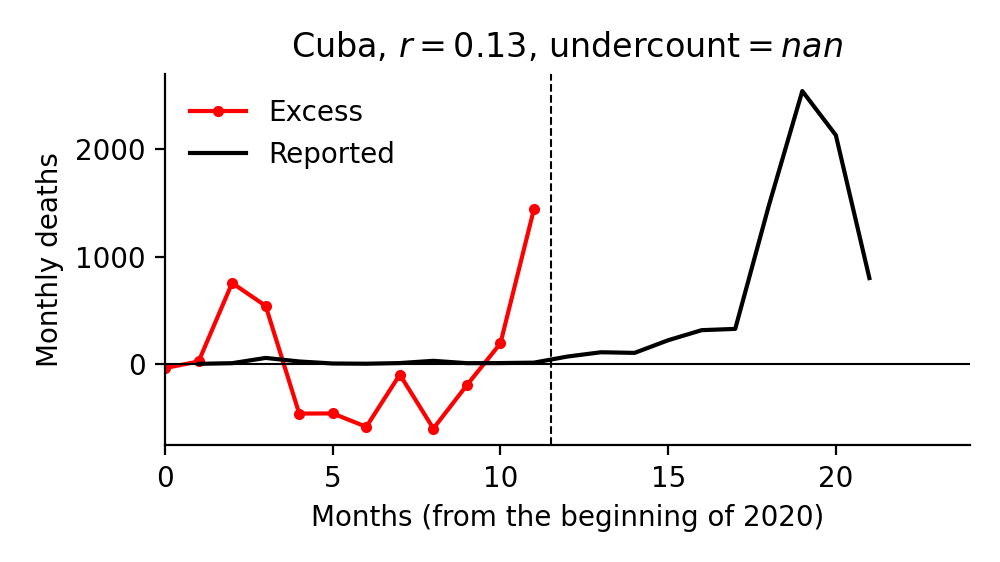 Cuba, r = 0.13, undercount = nan
Excess
Reported
Monthly deaths
2000
1000
0
0 5 10 15 20
Months (from the beginning of 2020)